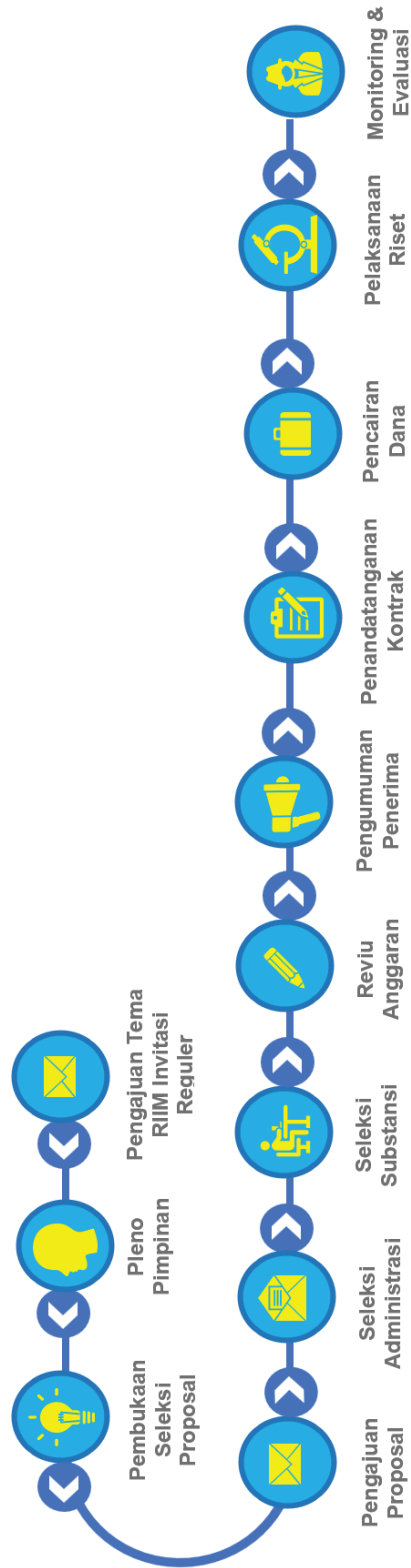 Pengajuan Tema
RIIM Invitasi
Reguler
Pleno
Pimpinan
Pembukaan
Seleksi
Proposal
Pengajuan
Proposal
Seleksi
Administrasi
Seleksi
Substansi
Reviu
Anggaran
Pengumuman
Penerima
Penandatanganan
Kontrak
Pencairan
Dana
Pelaksanaan
Riset
Monitoring &
Evaluasi